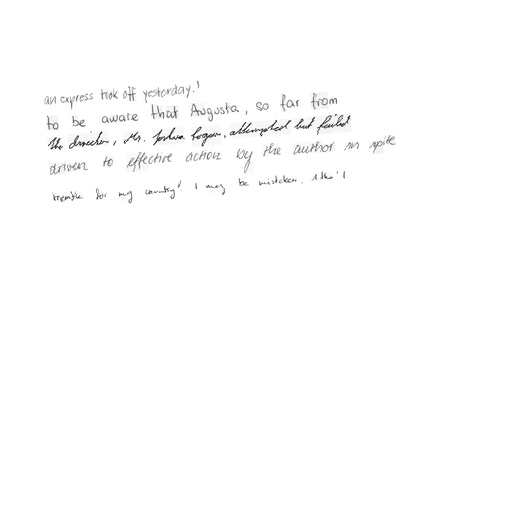 an express took off yesterday.'
to be aware that Augusta, so far from
the director, Mr. Joshua Logan, attempted but failed
driven to effective action by the author in spite
tremble for my country' I may be mistaken.